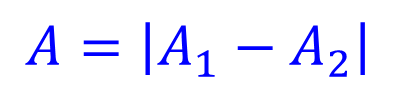 A = |A₁ − A₂|